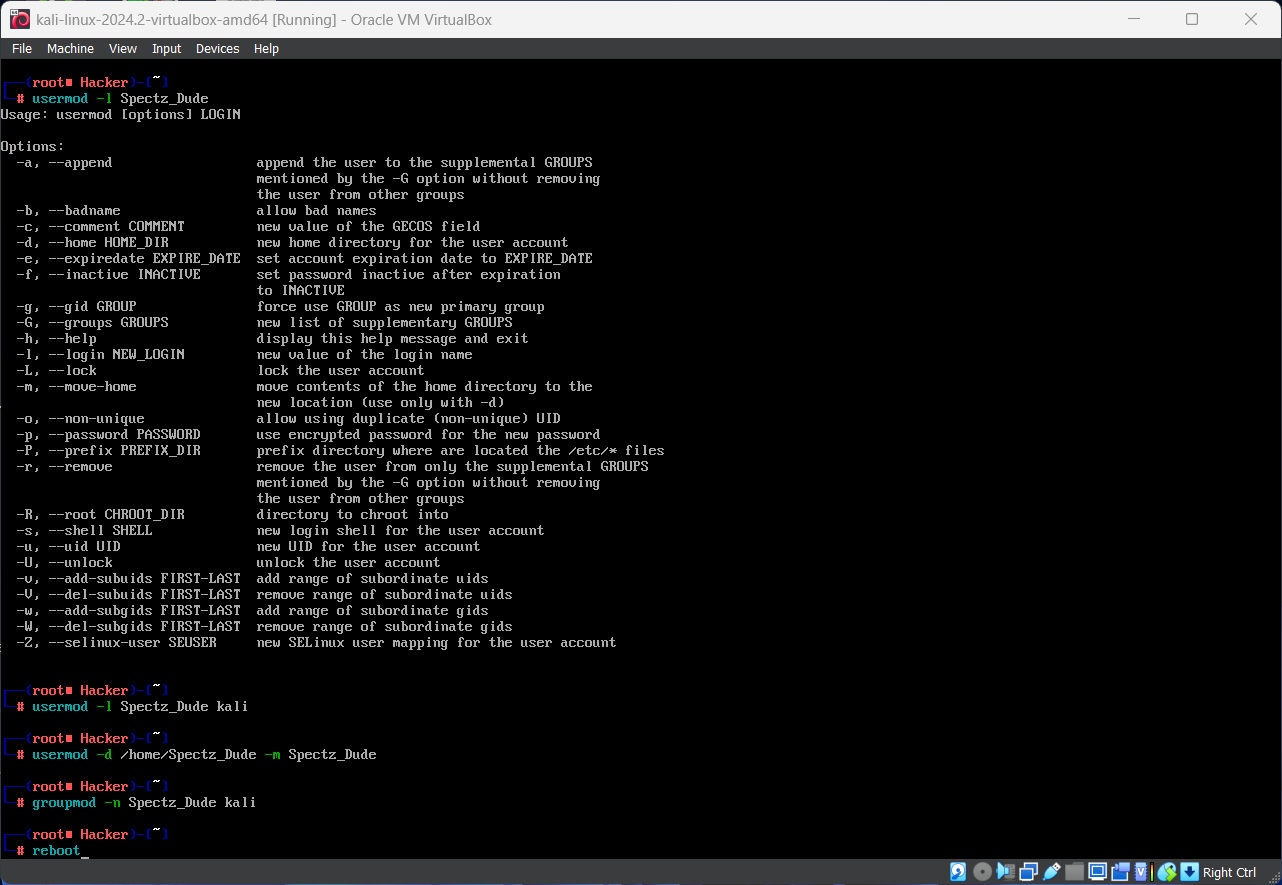 kali-linux-2024.2-virtualbox-amd64 [Running] - Oracle VM VirtualBox
File Machine View Input Devices Help
(root Hacker)-[~]
# usermod -l Spectz_Dude
Usage: usermod [options] LOGIN
Options:
-a, --append append the user to the supplemental GROUPS
mentioned by the -G option without removing
the user from other groups
-b, --badname allow bad names
-c, --comment COMMENT new value of the GECOS field
-d, --home HOME_DIR new home directory for the user account
-e, --expiredate EXPIRE_DATE set account expiration date to EXPIRE_DATE
-f, --inactive INACTIVE set password inactive after expiration
to INACTIVE
-g, --gid GROUP force use GROUP as new primary group
-G, --groups GROUPS new list of supplementary GROUPS
-h, --help display this help message and exit
-l, --login NEW_LOGIN new value of the login name
-L, --lock lock the user account
-m, --move-home move contents of the home directory to the
new location (use only with -d)
-o, --non-unique allow using duplicate (non-unique) UID
-p, --password PASSWORD use encrypted password for the new password
-P, --prefix PREFIX_DIR prefix directory where are located the /etc/* files
-r, --remove remove the user from only the supplemental GROUPS
mentioned by the -G option without removing
the user from other groups
-R, --root CHROOT_DIR directory to chroot into
-s, --shell SHELL new login shell for the user account
-u, --uid UID new UID for the user account
-U, --unlock unlock the user account
-v, --add-subuids FIRST-LAST add range of subordinate uids
-V, --del-subuids FIRST-LAST remove range of subordinate uids
-w, --add-subgids FIRST-LAST add range of subordinate gids
-W, --del-subgids FIRST-LAST remove range of subordinate gids
-Z, --selinux-user SEUSER new SELinux user mapping for the user account
(root Hacker)-[~]
# usermod -l Spectz_Dude kali
(root Hacker)-[~]
# usermod -d /home/Spectz_Dude -m Spectz_Dude
(root Hacker)-[~]
# groupmod -n Spectz_Dude kali
(root Hacker)-[~]
# reboot_
Right Ctrl